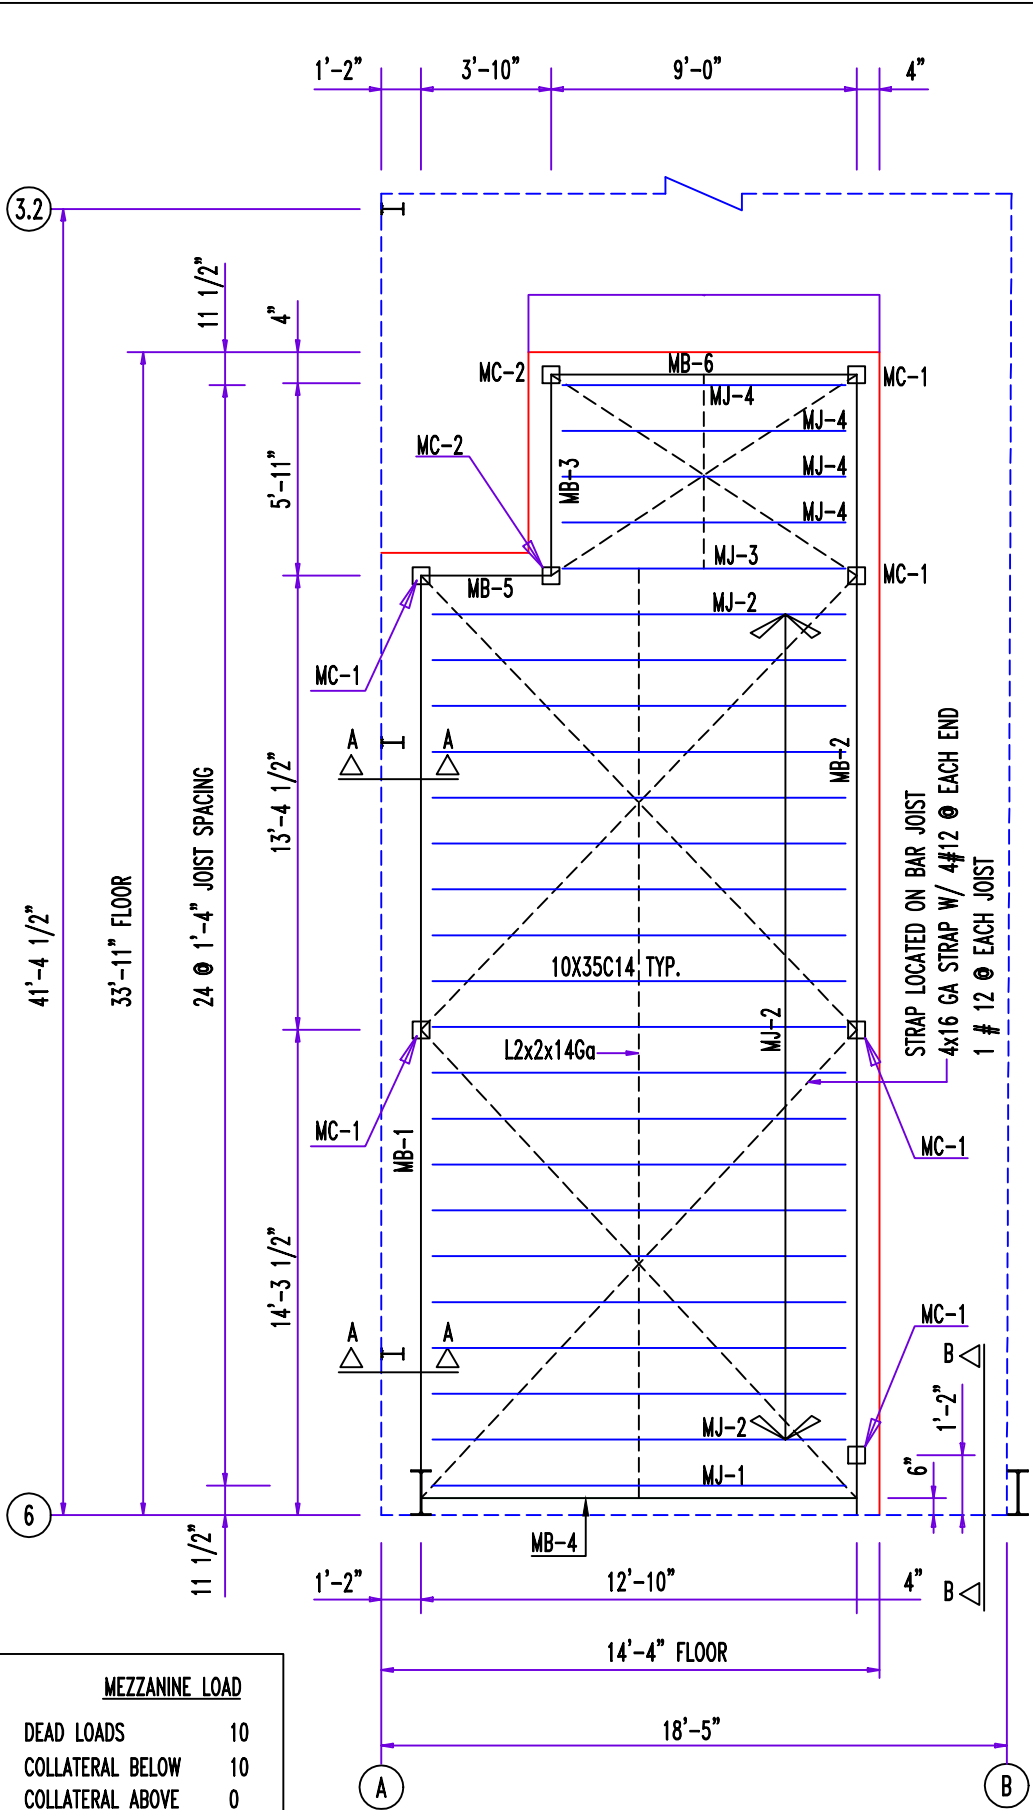 1'-2"
3'-10"
9'-0"
4"
3.2
11 1/2"
4"
MC-2
MB-6
MC-1
MJ-4
MJ-4
MC-2
MJ-4
MB-3
5'-11"
MJ-4
MJ-3
MC-1
MB-5
MJ-2
MC-1
A
A
MB-2
13'-4 1/2"
24 @ 1'-4" JOIST SPACING
33'-11" FLOOR
41'-4 1/2"
STRAP LOCATED ON BAR JOIST
4x16 GA STRAP W/ 4#12 @ EACH END
1 # 12 @ EACH JOIST
10X35C14 TYP.
MJ-2
L2x2x14Ga
MC-1
MB-1
MC-1
14'-3 1/2"
A
A
MC-1
B
1'-2"
6"
MJ-2
MJ-1
6
11 1/2"
MB-4
1'-2"
12'-10"
4"
B
14'-4" FLOOR
18'-5"
A
B
MEZZANINE LOAD
DEAD LOADS 10
COLLATERAL BELOW 10
COLLATERAL ABOVE 0